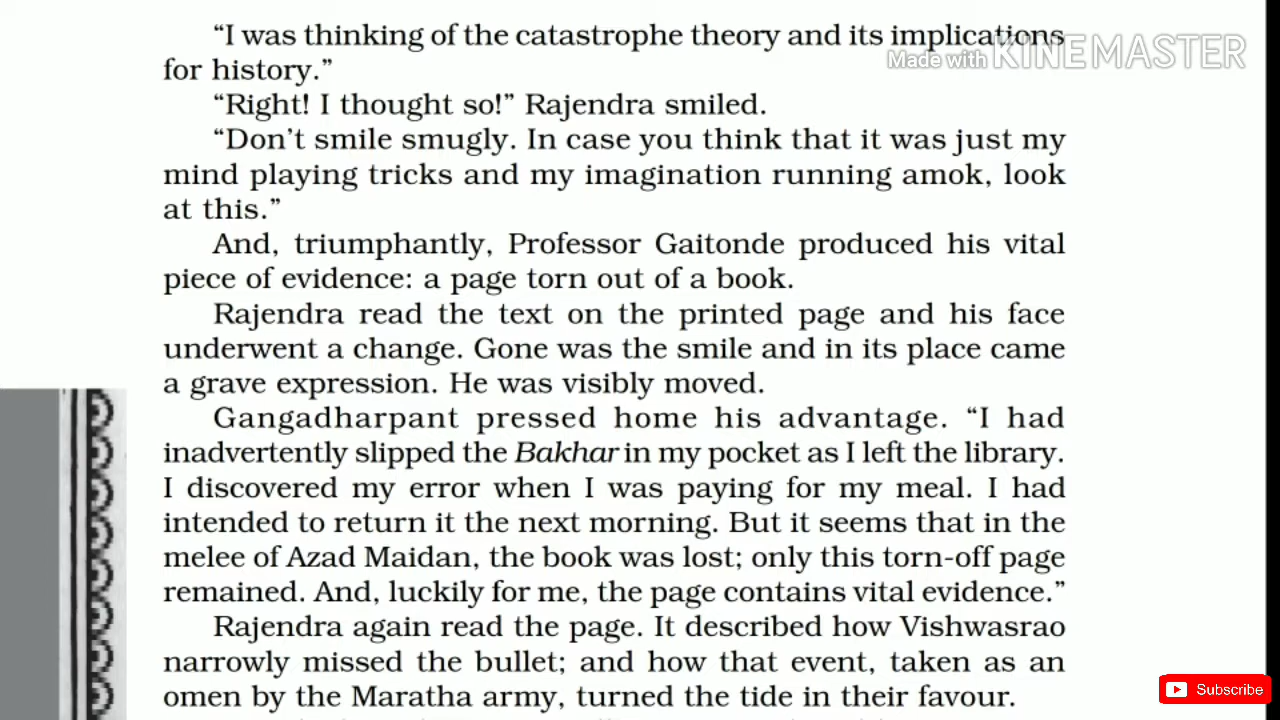 “I was thinking of the catastrophe theory and its implications
for history.”
Made with KINEMASTER
“Right! I thought so!” Rajendra smiled.
“Don’t smile smugly. In case you think that it was just my
mind playing tricks and my imagination running amok, look
at this.”
And, triumphantly, Professor Gaitonde produced his vital
piece of evidence: a page torn out of a book.
Rajendra read the text on the printed page and his face
underwent a change. Gone was the smile and in its place came
a grave expression. He was visibly moved.
Gangadharpant pressed home his advantage. “I had
inadvertently slipped the Bakhar in my pocket as I left the library.
I discovered my error when I was paying for my meal. I had
intended to return it the next morning. But it seems that in the
melee of Azad Maidan, the book was lost; only this torn-off page
remained. And, luckily for me, the page contains vital evidence.”
Rajendra again read the page. It described how Vishwasrao
narrowly missed the bullet; and how that event, taken as an
omen by the Maratha army, turned the tide in their favour.
Subscribe